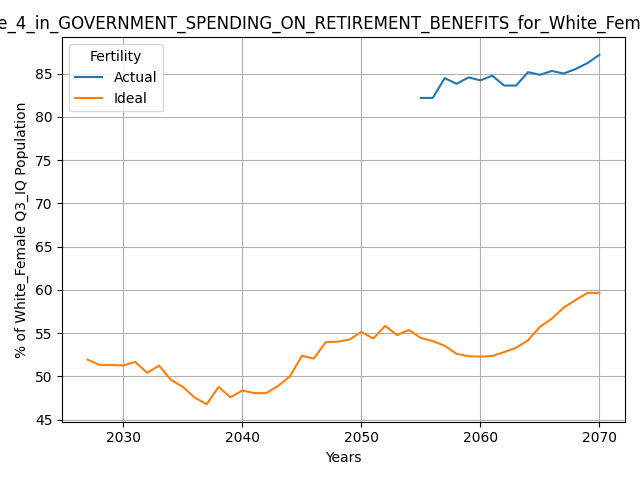 e_4_in_GOVERNMENT_SPENDING_ON_RETIREMENT_BENEFITS_for_White_Fem
Fertility
Actual
Ideal
% of White_Female Q3_IQ Population
85
80
75
70
65
60
55
50
45
2030
2040
2050
2060
2070
Years